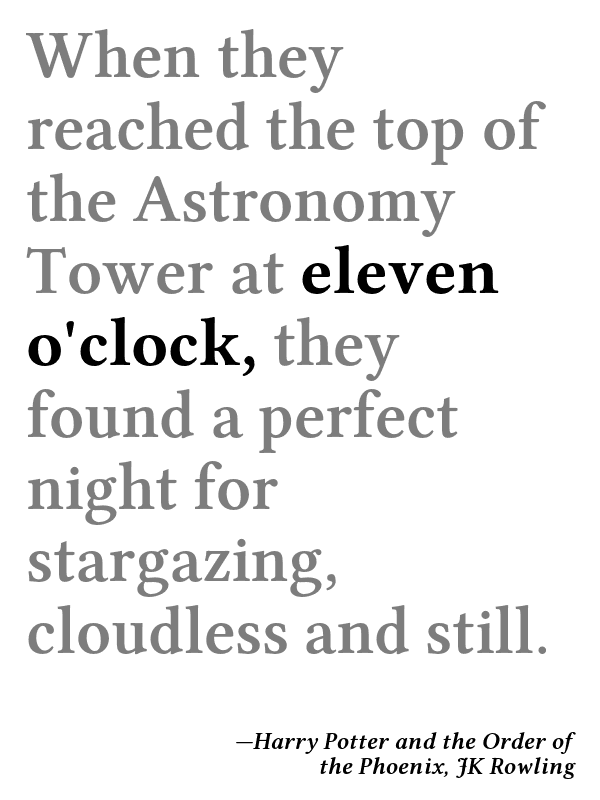 When they
reached the top of
the Astronomy
Tower at eleven
o'clock, they
found a perfect
night for
stargazing,
cloudless and still.
—Harry Potter and the Order of
the Phoenix, JK Rowling